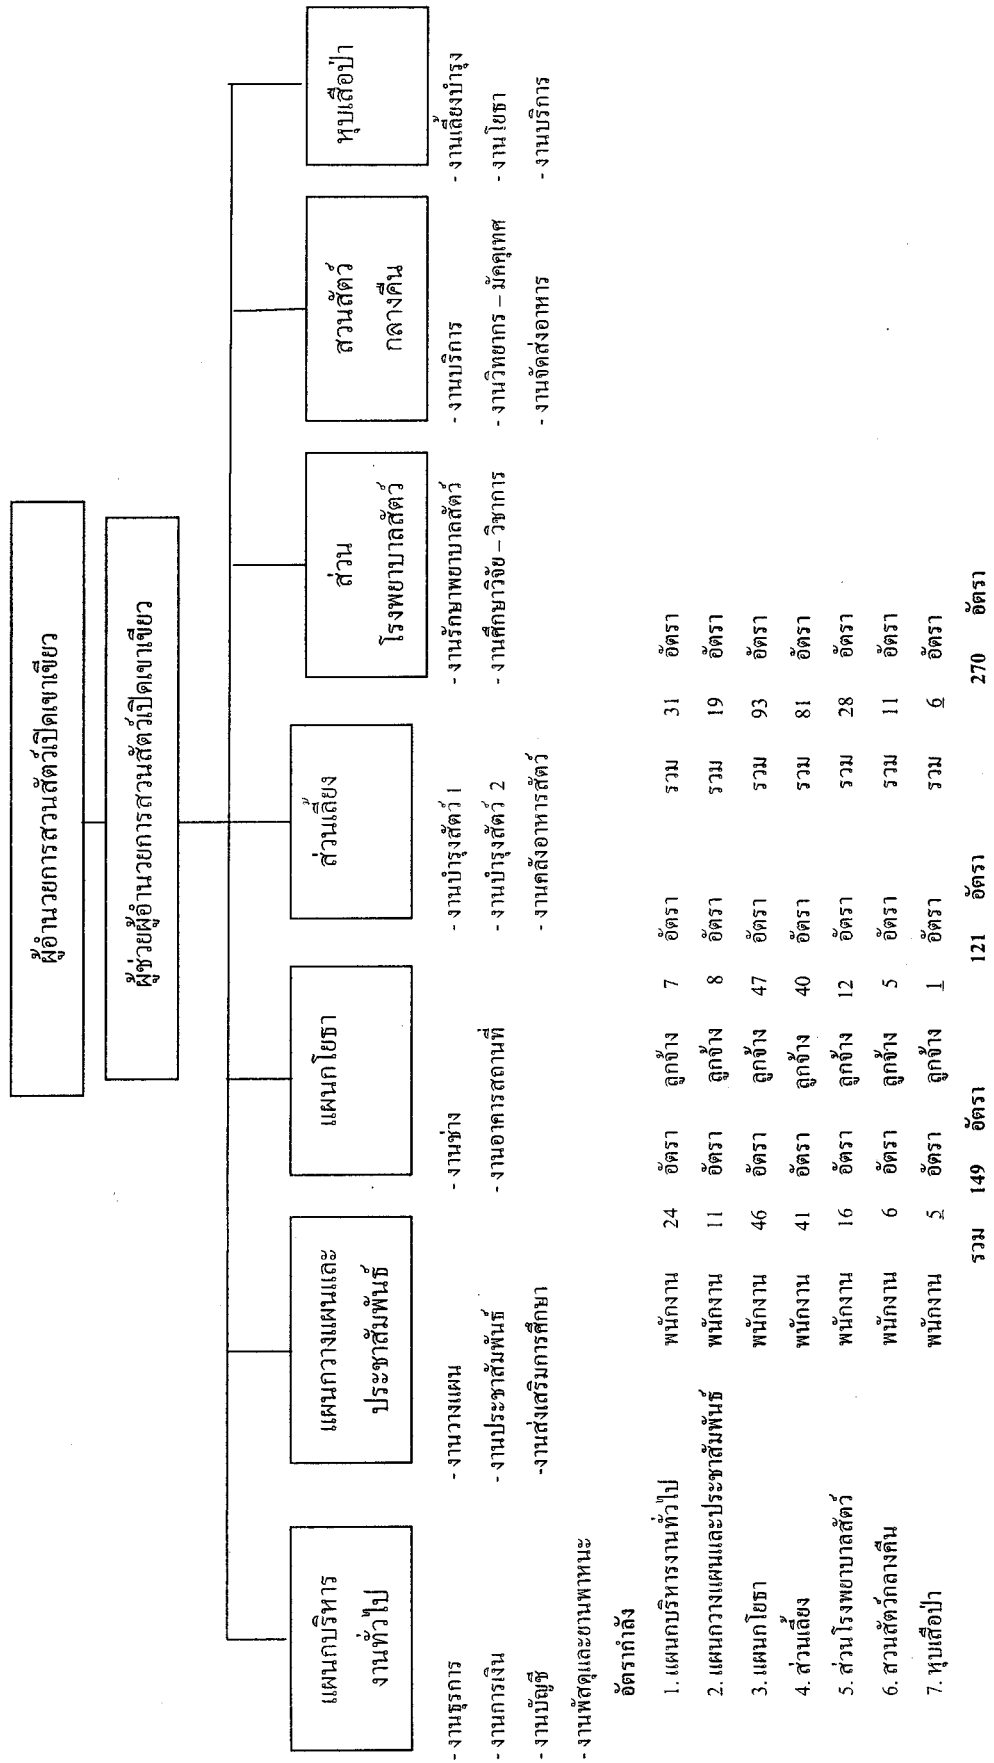 ผู้อำนวยการสวนสัตว์เปิดเขาเขียว
ผู้ช่วยผู้อำนวยการสวนสัตว์เปิดเขาเขียว
แผนกบริหาร
งานทั่วไป
- งานธุรการ
- งานการเงิน
- งานบัญชี
- งานพัสดุและยานพาหนะ
แผนกวางแผนและ
ประชาสัมพันธ์
- งานวางแผน
- งานประชาสัมพันธ์
-งานส่งเสริมการศึกษา
แผนกโยธา
- งานช่าง
- งานอาคารสถานที่
ส่วนเลี้ยง
- งานบำรุงสัตว์ 1
- งานบำรุงสัตว์ 2
- งานคลังอาหารสัตว์
ส่วน
โรงพยาบาลสัตว์
- งานรักษาพยาบาลสัตว์
- งานศึกษาวิจัย – วิชาการ
สวนสัตว์
กลางคืน
- งานบริการ
- งานวิทยากร – มัคคุเทศ
- งานจัดส่งอาหาร
หุบเสือป่า
- งานเลี้ยงบำรุง
- งานโยธา
- งานบริการ
อัตรากำลัง
1. แผนกบริหารงานทั่วไป พนักงาน 24 อัตรา ลูกจ้าง 7 อัตรา รวม 31 อัตรา
2. แผนกวางแผนและประชาสัมพันธ์ พนักงาน 11 อัตรา ลูกจ้าง 8 อัตรา รวม 19 อัตรา
3. แผนกโยธา พนักงาน 46 อัตรา ลูกจ้าง 47 อัตรา รวม 93 อัตรา
4. ส่วนเลี้ยง พนักงาน 41 อัตรา ลูกจ้าง 40 อัตรา รวม 81 อัตรา
5. ส่วนโรงพยาบาลสัตว์ พนักงาน 16 อัตรา ลูกจ้าง 12 อัตรา รวม 28 อัตรา
6. สวนสัตว์กลางคืน พนักงาน 6 อัตรา ลูกจ้าง 5 อัตรา รวม 11 อัตรา
7. หุบเสือป่า พนักงาน 5 อัตรา ลูกจ้าง 1 อัตรา รวม 6 อัตรา
รวม 149 อัตรา 121 อัตรา 270 อัตรา